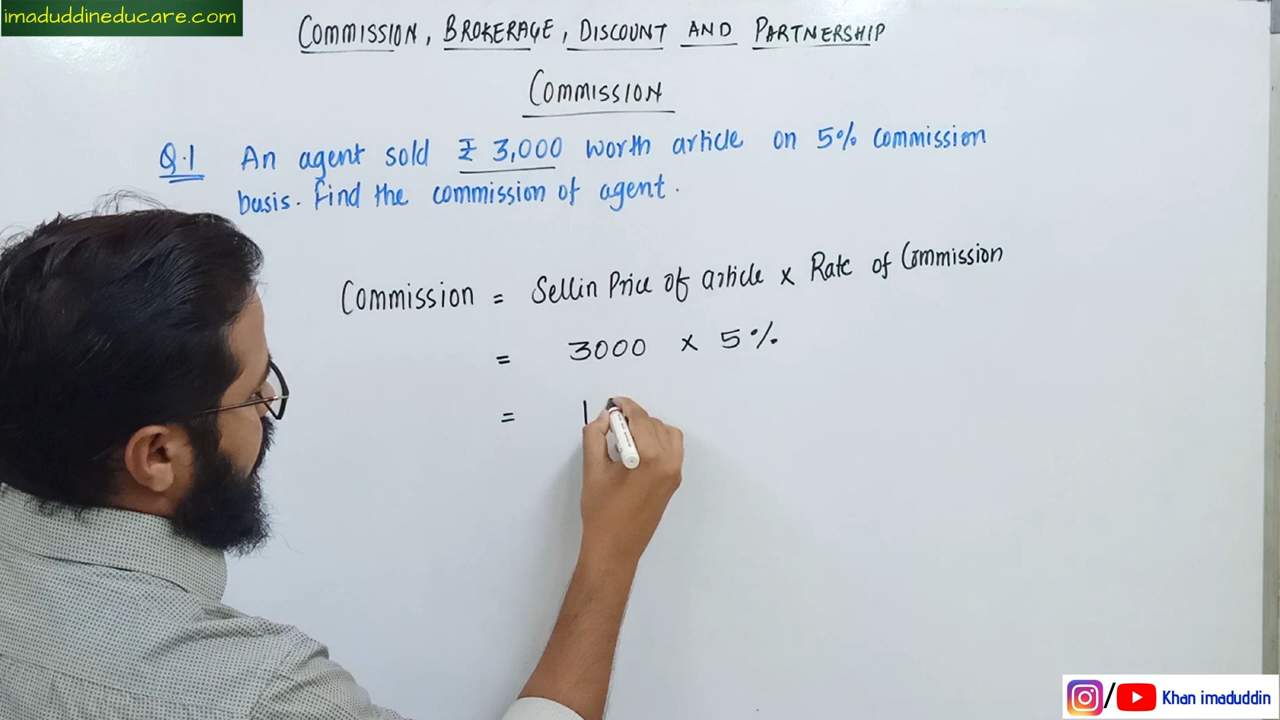 imaduddineducare.com
COMMISSION, BROKERAGE, DISCOUNT AND PARTNERSHIP
COMMISSION
Q.1 An agent sold ₹ 3,000 worth article on 5% commission
basis. Find the commission of agent.
Commission = Sellin Price of article x Rate of Commission
= 3000 x 5%
= 1
Khan imaduddin